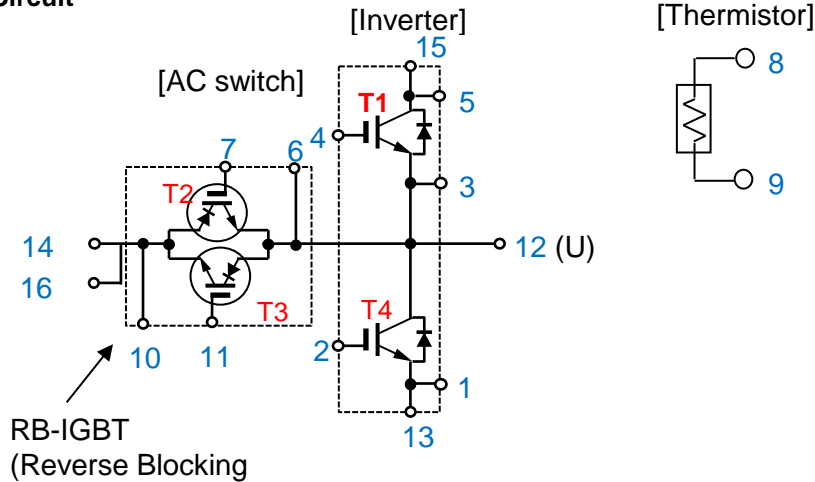 [Inverter]
[Thermistor]
15
8
[AC switch]
T1
5
4
7
6
T2
3
9
14
12 (U)
16
T3
T4
10
11
2
1
RB-IGBT
13
(Reverse Blocking